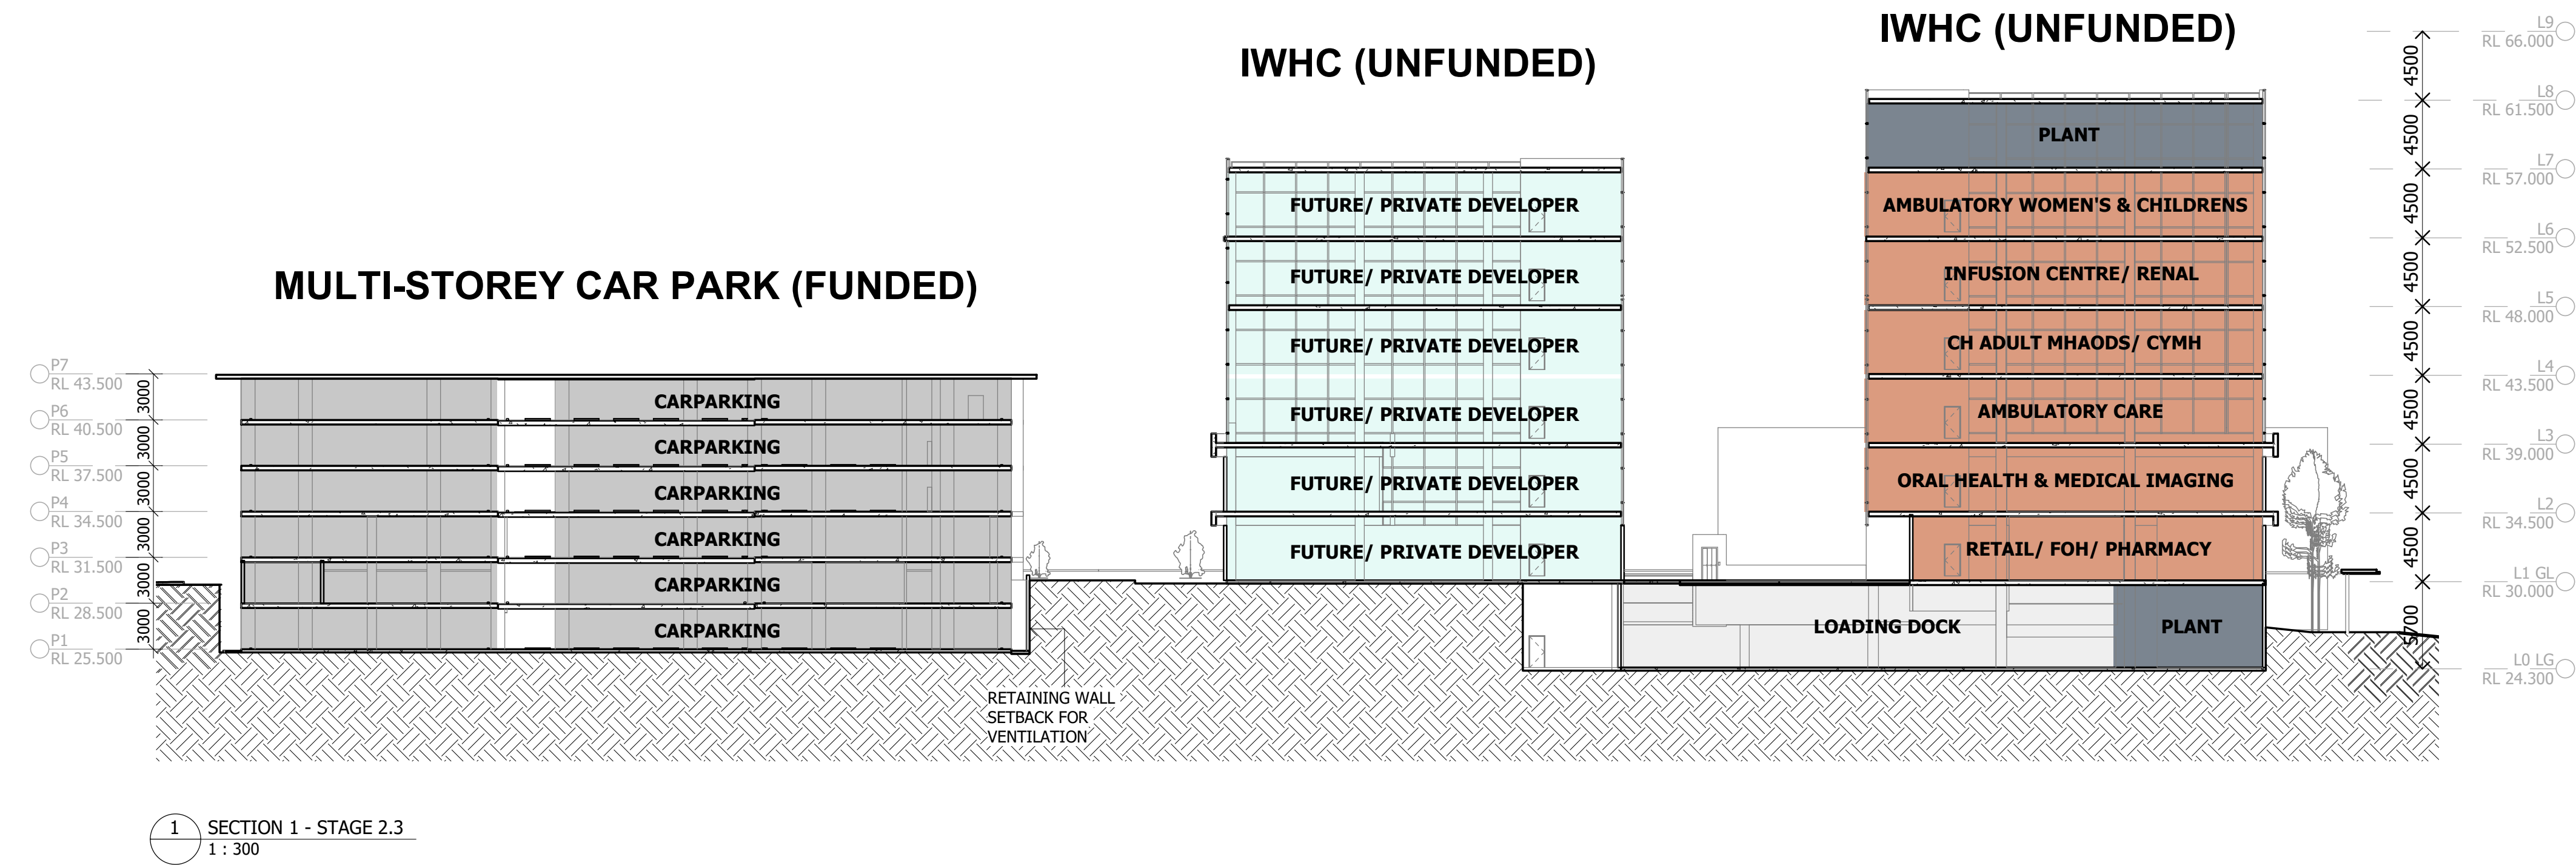 IWHC (UNFUNDED)
IWHC (UNFUNDED)
MULTI-STOREY CAR PARK (FUNDED)
P7
RL 43.500
P6
RL 40.500
P5
RL 37.500
P4
RL 34.500
P3
RL 31.500
P2
RL 28.500
P1
RL 25.500
3000
3000
3000
3000
3000
3000
CARPARKING
CARPARKING
CARPARKING
CARPARKING
CARPARKING
CARPARKING
RETAINING WALL
SETBACK FOR
VENTILATION
FUTURE/ PRIVATE DEVELOPER
FUTURE/ PRIVATE DEVELOPER
FUTURE/ PRIVATE DEVELOPER
FUTURE/ PRIVATE DEVELOPER
FUTURE/ PRIVATE DEVELOPER
FUTURE/ PRIVATE DEVELOPER
PLANT
AMBULATORY WOMEN'S & CHILDRENS
INFUSION CENTRE/ RENAL
CH ADULT MHAODS/ CYMH
AMBULATORY CARE
ORAL HEALTH & MEDICAL IMAGING
RETAIL/ FOH/ PHARMACY
LOADING DOCK
PLANT
4500
4500
4500
4500
4500
4500
4500
4500
5700
L9
RL 66.000
L8
RL 61.500
L7
RL 57.000
L6
RL 52.500
L5
RL 48.000
L4
RL 43.500
L3
RL 39.000
L2
RL 34.500
L1 GL
RL 30.000
L0 LG
RL 24.300
1
SECTION 1 - STAGE 2.3
1 : 300